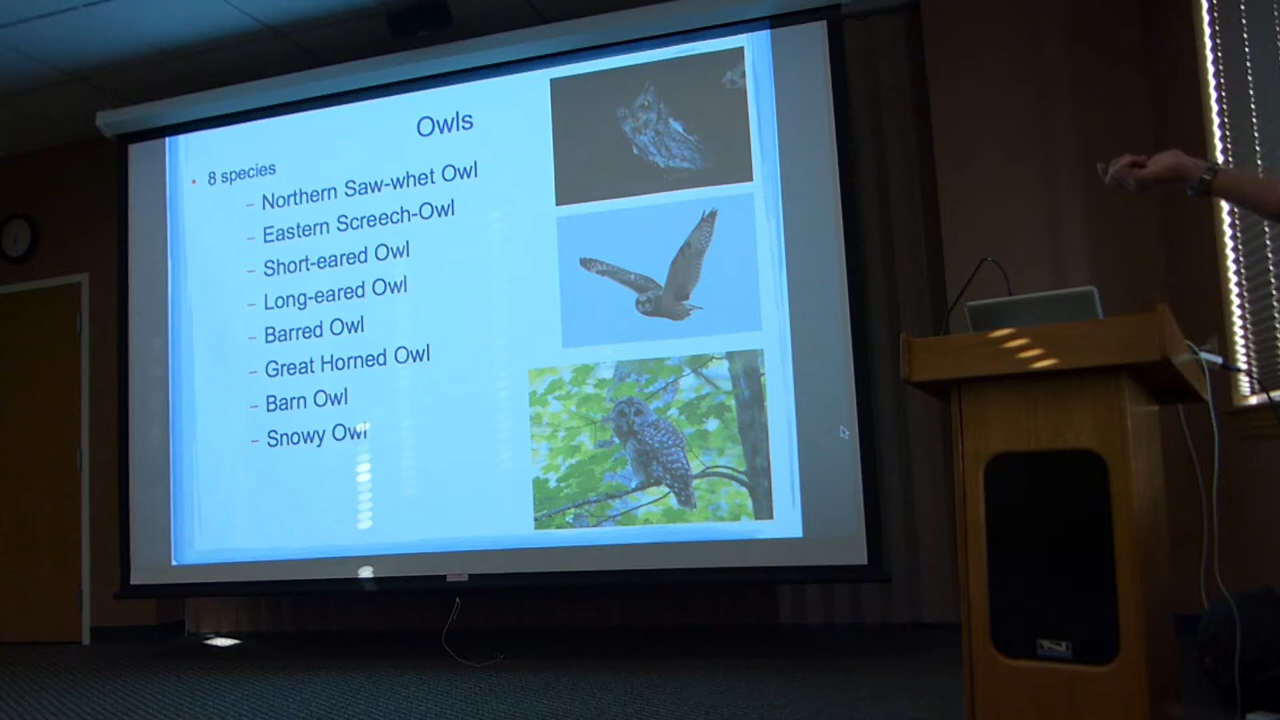 Owls
• 8 species
– Northern Saw-whet Owl
– Eastern Screech-Owl
– Short-eared Owl
– Long-eared Owl
– Barred Owl
– Great Horned Owl
– Barn Owl
– Snowy Owl